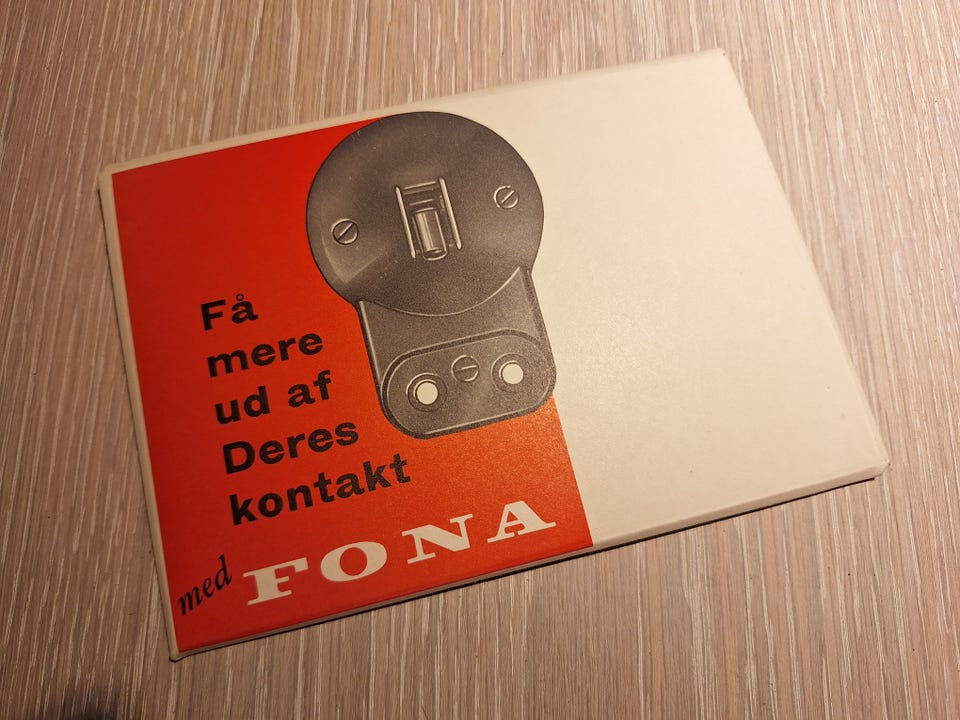 Få
mere
ud af
Deres
kontakt
med FONA